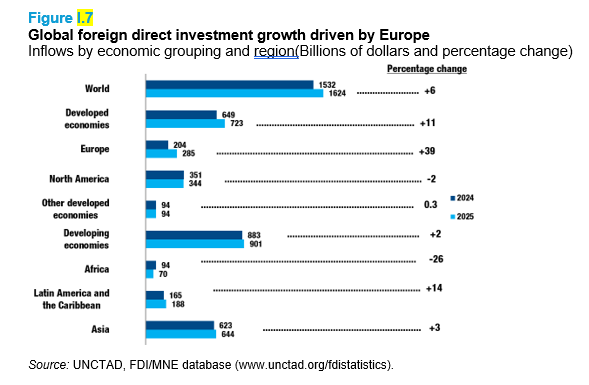 Figure I.7
Global foreign direct investment growth driven by Europe
Inflows by economic grouping and region(Billions of dollars and percentage change)
Percentage change
World 1532 1624 +6
Developed economies 649 723 +11
Europe 204 285 +39
North America 351 344 -2
Other developed economies 94 94 0.3
2024
2025
Developing economies 883 901 +2
Africa 94 70 -26
Latin America and the Caribbean 165 188 +14
Asia 623 644 +3
Source: UNCTAD, FDI/MNE database (www.unctad.org/fdistatistics).